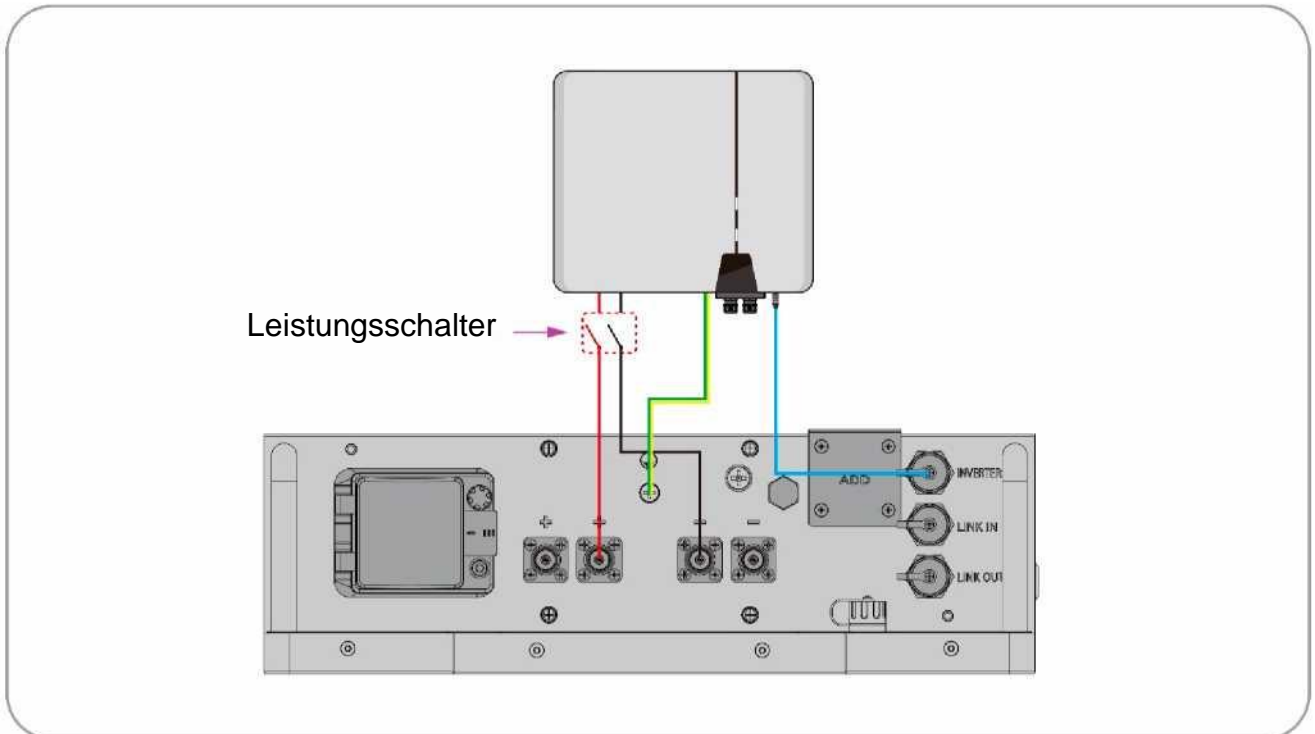 Leistungsschalter
ADD
INVERTER
LINK IN
+ + - -
LINK OUT